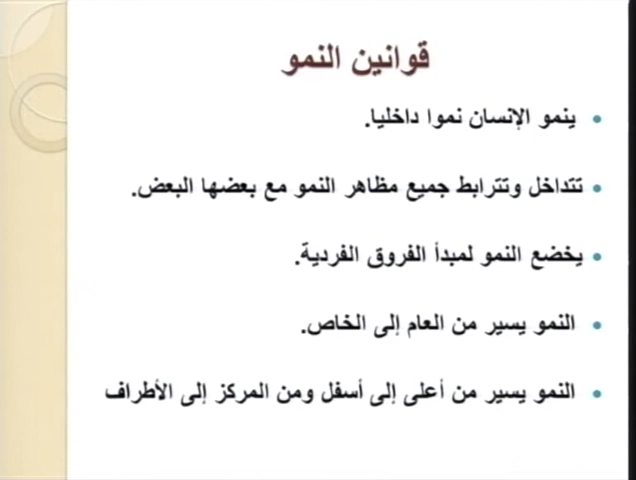 قوانين النمو
ينمو الإنسان نموا داخليا.
تتداخل وتترابط جميع مظاهر النمو مع بعضها البعض.
يخضع النمو لمبدأ الفروق الفردية.
النمو يسير من العام إلى الخاص.
النمو يسير من أعلى إلى أسفل ومن المركز إلى الأطراف